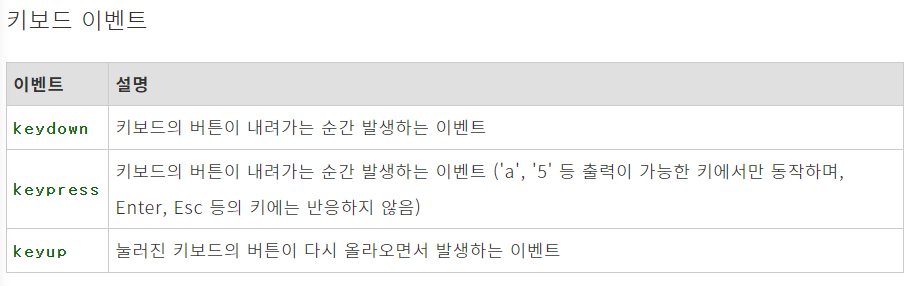 키보드 이벤트
이벤트 설명
keydown 키보드의 버튼이 내려가는 순간 발생하는 이벤트
keypress 키보드의 버튼이 내려가는 순간 발생하는 이벤트 ('a', '5' 등 출력이 가능한 키에서만 동작하며,
Enter, Esc 등의 키에는 반응하지 않음)
keyup 눌러진 키보드의 버튼이 다시 올라오면서 발생하는 이벤트